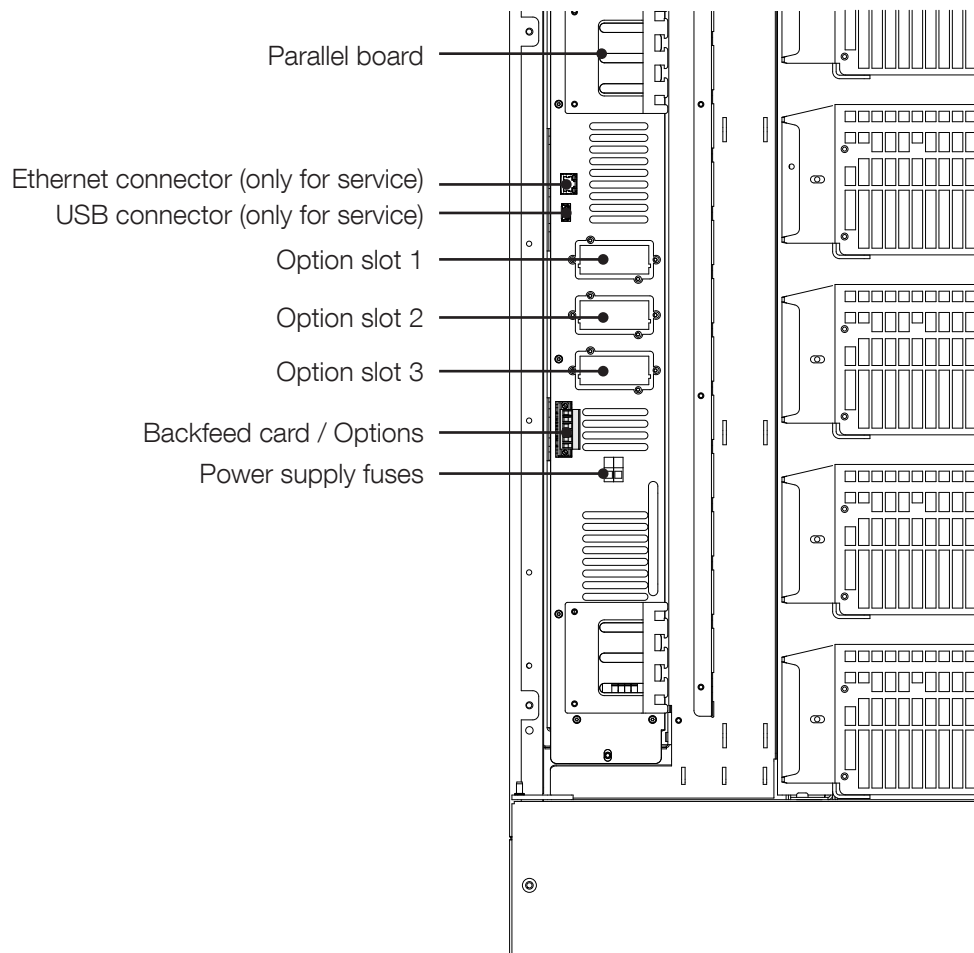 Parallel board
Ethernet connector (only for service)
USB connector (only for service)
Option slot 1
Option slot 2
Option slot 3
Backfeed card / Options
Power supply fuses